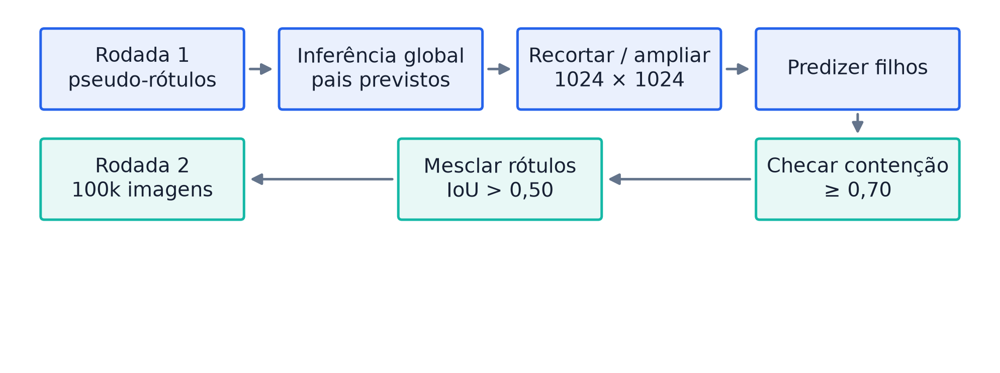 Rodada 1
pseudo-rótulos
Inferência global
pais previstos
Recortar / ampliar
1024 × 1024
Predizer filhos
Checar contenção
≥ 0,70
Mesclar rótulos
IoU > 0,50
Rodada 2
100k imagens